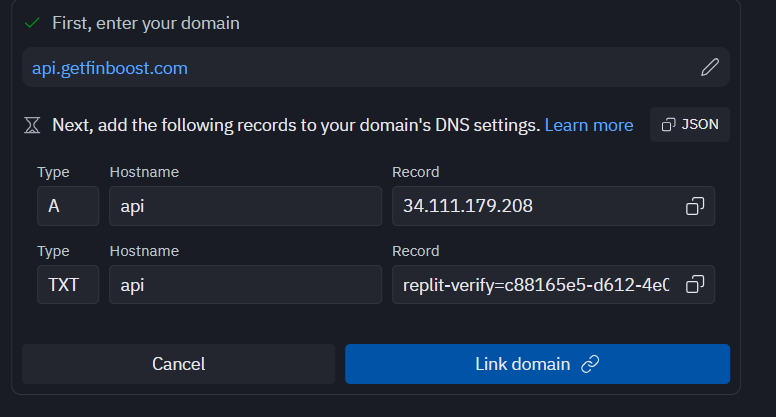 First, enter your domain
api.getfinboost.com
Next, add the following records to your domain's DNS settings. Learn more JSON
Type Hostname Record
A api 34.111.179.208
Type Hostname Record
TXT api replit-verify=c88165e5-d612-4e0
Cancel Link domain